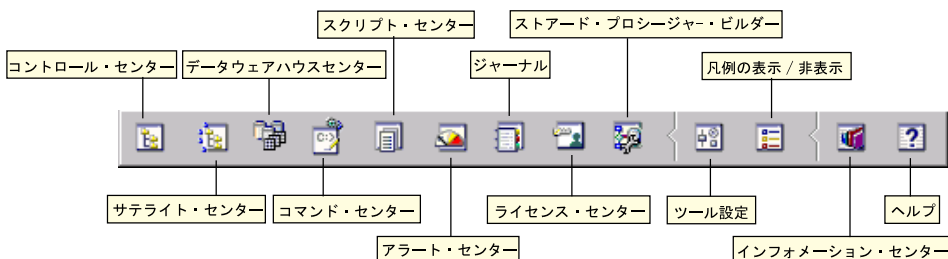 スクリプト・センター
ストアード・プロシージャー・ビルダー
コントロール・センター
データウェアハウスセンター
ジャーナル
凡例の表示 / 非表示
サテライト・センター
コマンド・センター
ライセンス・センター
ツール設定
ヘルプ
アラート・センター
インフォメーション・センター